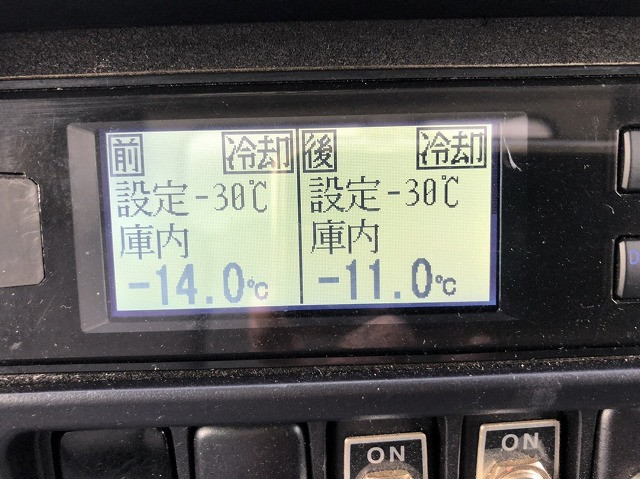 前 冷却
設定-30℃
庫内
-14.0℃
後 冷却
設定-30℃
庫内
-11.0℃
ON
ON